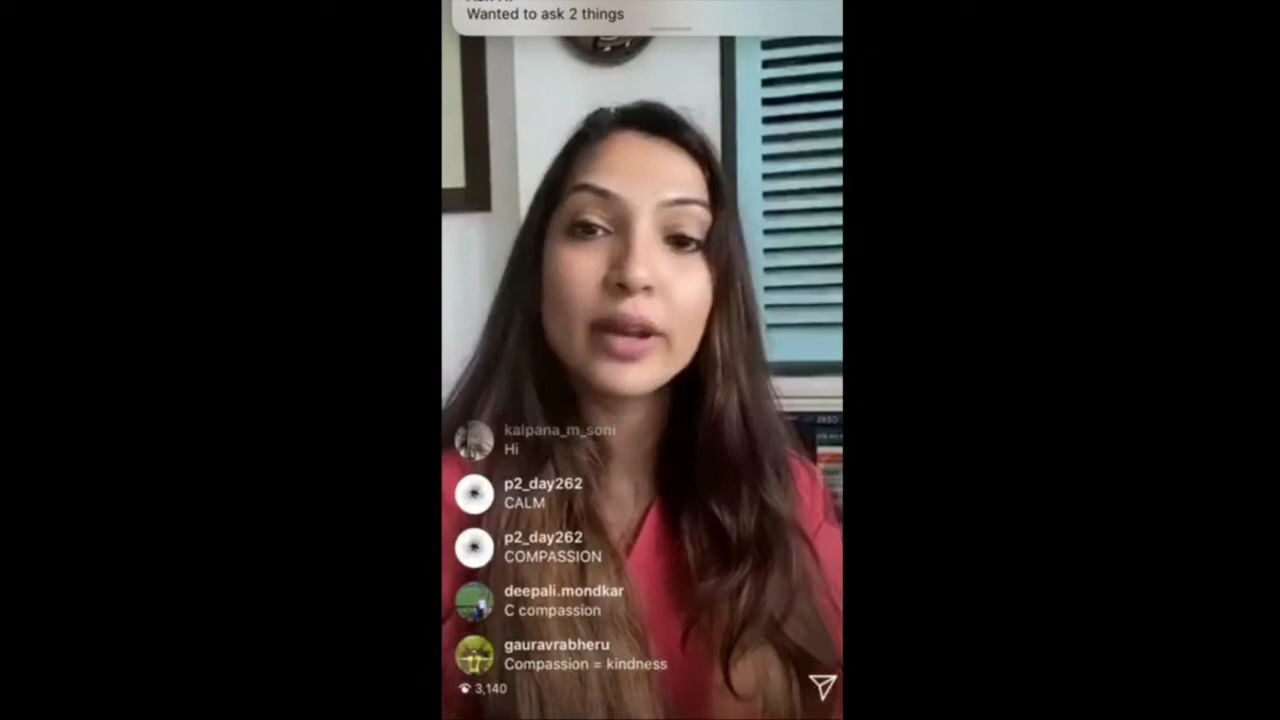 Wanted to ask 2 things
kalpana_m_soni
Hi
p2_day262
CALM
p2_day262
COMPASSION
deepali.mondkar
C compassion
gauravrabheru
Compassion = kindness
3,140